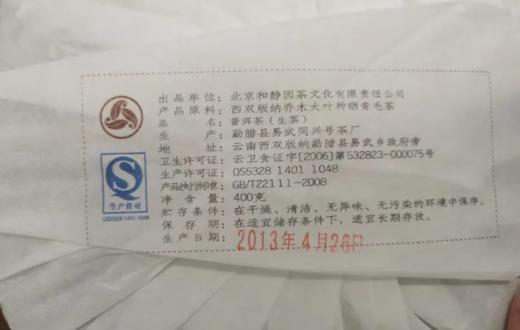 出品单位：北京和静园茶文化有限责任公司
产品原料：西双版纳乔木大叶种晒青毛茶
品名：普洱茶（生茶）
生产：勐腊县易武同兴号茶厂
地址：云南西双版纳勐腊县易武乡政府旁
卫生许可证：云卫食证字[2006]第532823-000075号
生产许可证：QS5328 1401 1048
产品执行标准：GB/T22111-2008
净含量：400克
贮存条件：在干燥、清洁、无异味、无污染的环境中保存。
保存期：在适宜储存条件下，适宜长期存放。
生产日期：2013年4月26日
QS
生产许可
QS5328 1401 1048